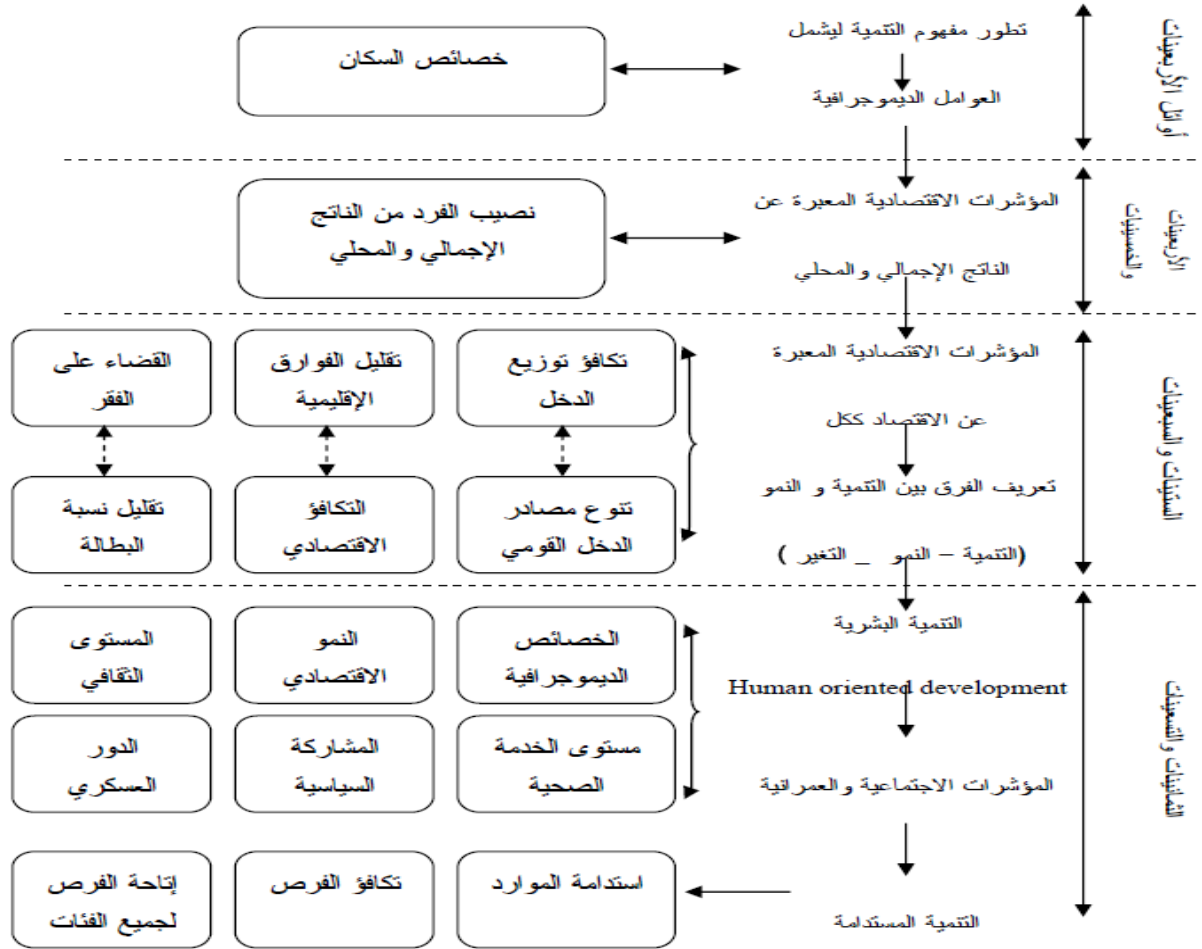 أوائل الأربعينات
تطور مفهوم التنمية ليشمل
العوامل الديموجرافية
خصائص السكان
الأربعينات
والخمسينيات
المؤشرات الاقتصادية المعبرة عن
الناتج الإجمالي والمحلي
نصيب الفرد من الناتج
الإجمالي والمحلي
الستينات والسبعينات
المؤشرات الاقتصادية المعبرة
عن الاقتصاد ككل
تعريف الفرق بين التنمية و النمو
(التنمية – النمو _ التغير )
تكافؤ توزيع
الدخل
تقليل الفوارق
الإقليمية
القضاء على
الفقر
تنوع مصادر
الدخل القومي
التكافؤ
الاقتصادي
تقليل نسبة
البطالة
الثمانينات والتسعينات
التنمية البشرية
Human oriented development
المؤشرات الاجتماعية والعمرانية
التنمية المستدامة
الخصائص
الديموجرافية
النمو
الاقتصادي
المستوى
الثقافي
مستوى الخدمة
الصحية
المشاركة
السياسية
الدور
العسكري
استدامة الموارد
تكافؤ الفرص
إتاحة الفرص
لجميع الفئات